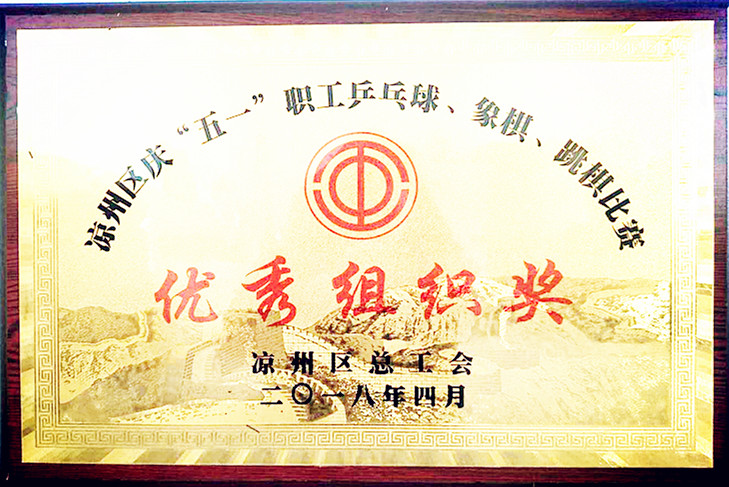 凉州区庆“五一”职工乒乓球、象棋、跳棋比赛
优秀组织奖
凉州区总工会
二〇一八年四月